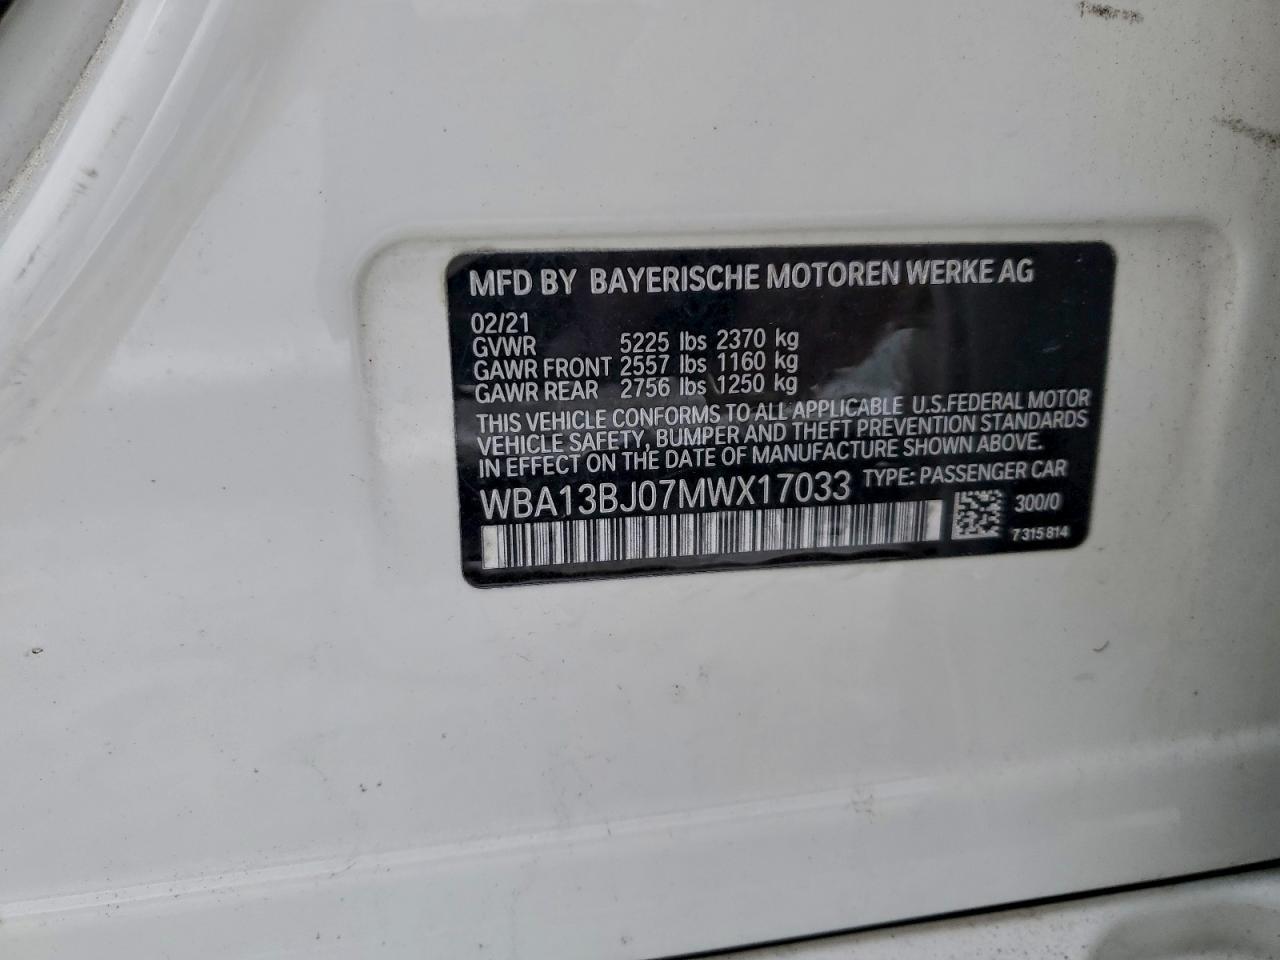 MFD BY BAYERISCHE MOTOREN WERKE AG
02/21
GVWR 5225 lbs 2370 kg
GAWR FRONT 2557 lbs 1160 kg
GAWR REAR 2756 lbs 1250 kg
THIS VEHICLE CONFORMS TO ALL APPLICABLE U.S.FEDERAL MOTOR
VEHICLE SAFETY, BUMPER AND THEFT PREVENTION STANDARDS
IN EFFECT ON THE DATE OF MANUFACTURE SHOWN ABOVE.
WBA13BJ07MWX17033 TYPE: PASSENGER CAR
300/0
7315814